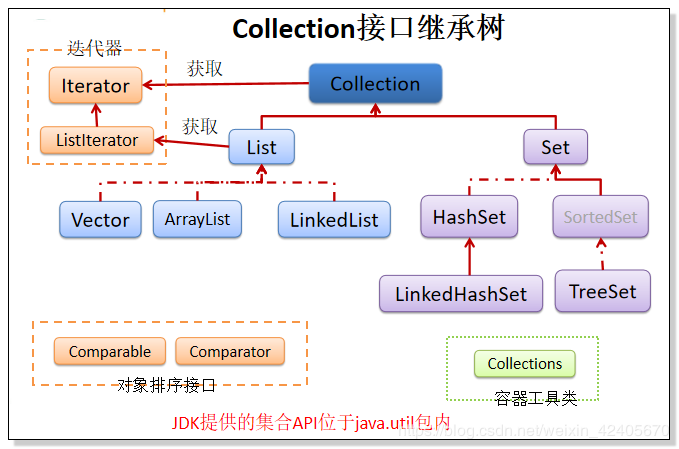 Collection接口继承树
迭代器
Iterator
获取
Collection
ListIterator
获取
List
Set
Vector
ArrayList
LinkedList
HashSet
SortedSet
LinkedHashSet
TreeSet
Comparable
Comparator
对象排序接口
Collections
容器工具类
JDK提供的集合API位于java.util包内
https://blog.csdn.net/weixin_42405670